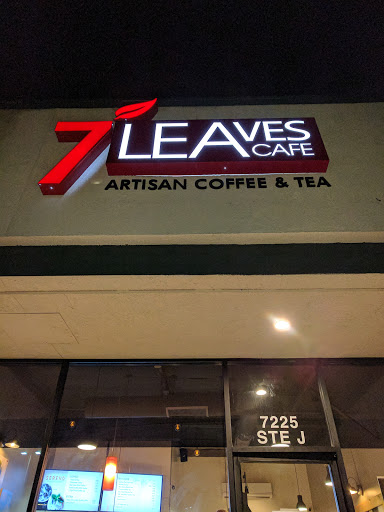 7 LEAVES
CAFE
ARTISAN COFFEE & TEA
7225
STE J